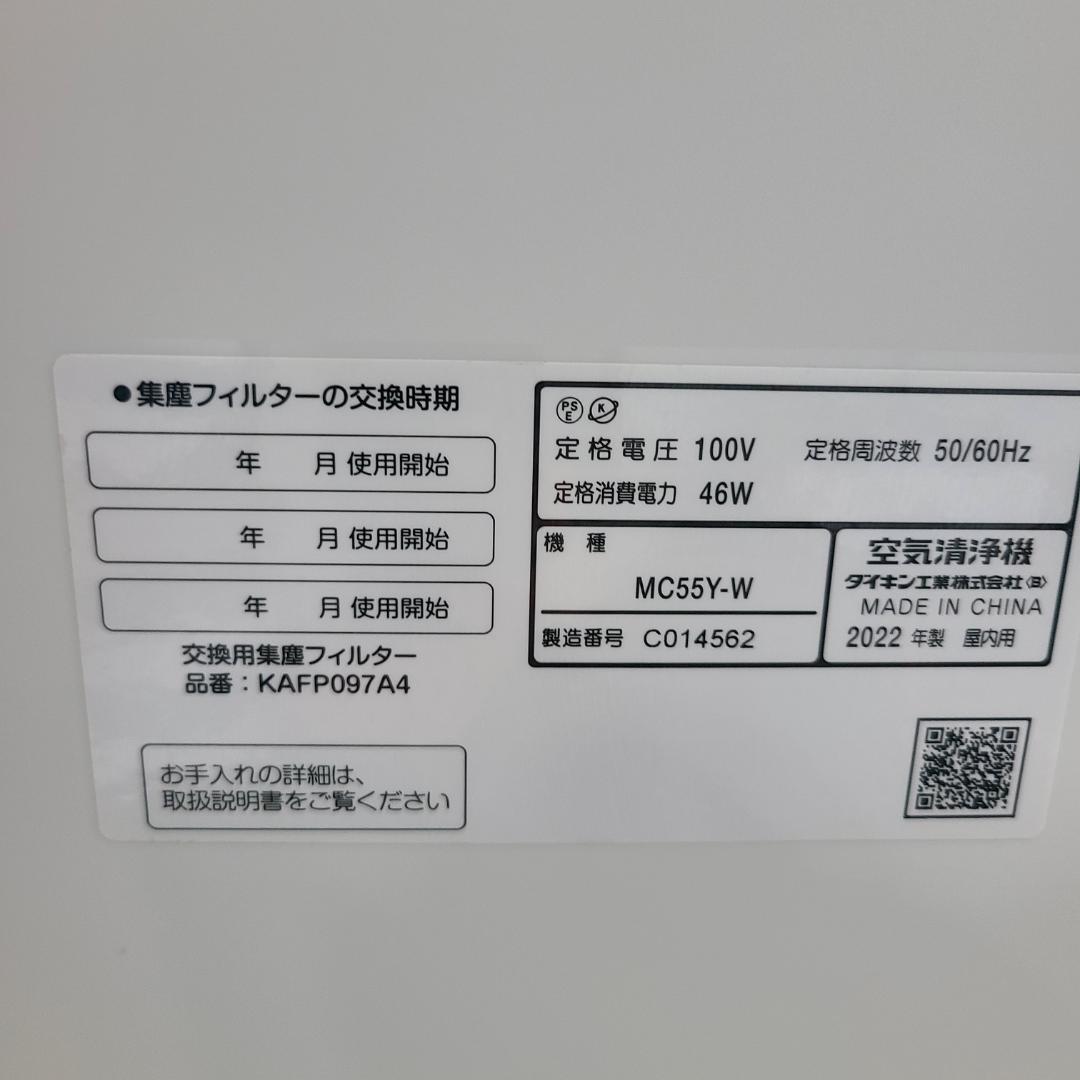 ●集塵フィルターの交換時期
年 月 使用開始
年 月 使用開始
年 月 使用開始
交換用集塵フィルター
品番：KAFP097A4
お手入れの詳細は、
取扱説明書をご覧ください
PS
E
K
定格電圧 100V 定格周波数 50/60Hz
定格消費電力 46W
機種
MC55Y-W
製造番号 C014562
空気清浄機
ダイキン工業株式会社〈ヨ〉
MADE IN CHINA
2022 年製 屋内用